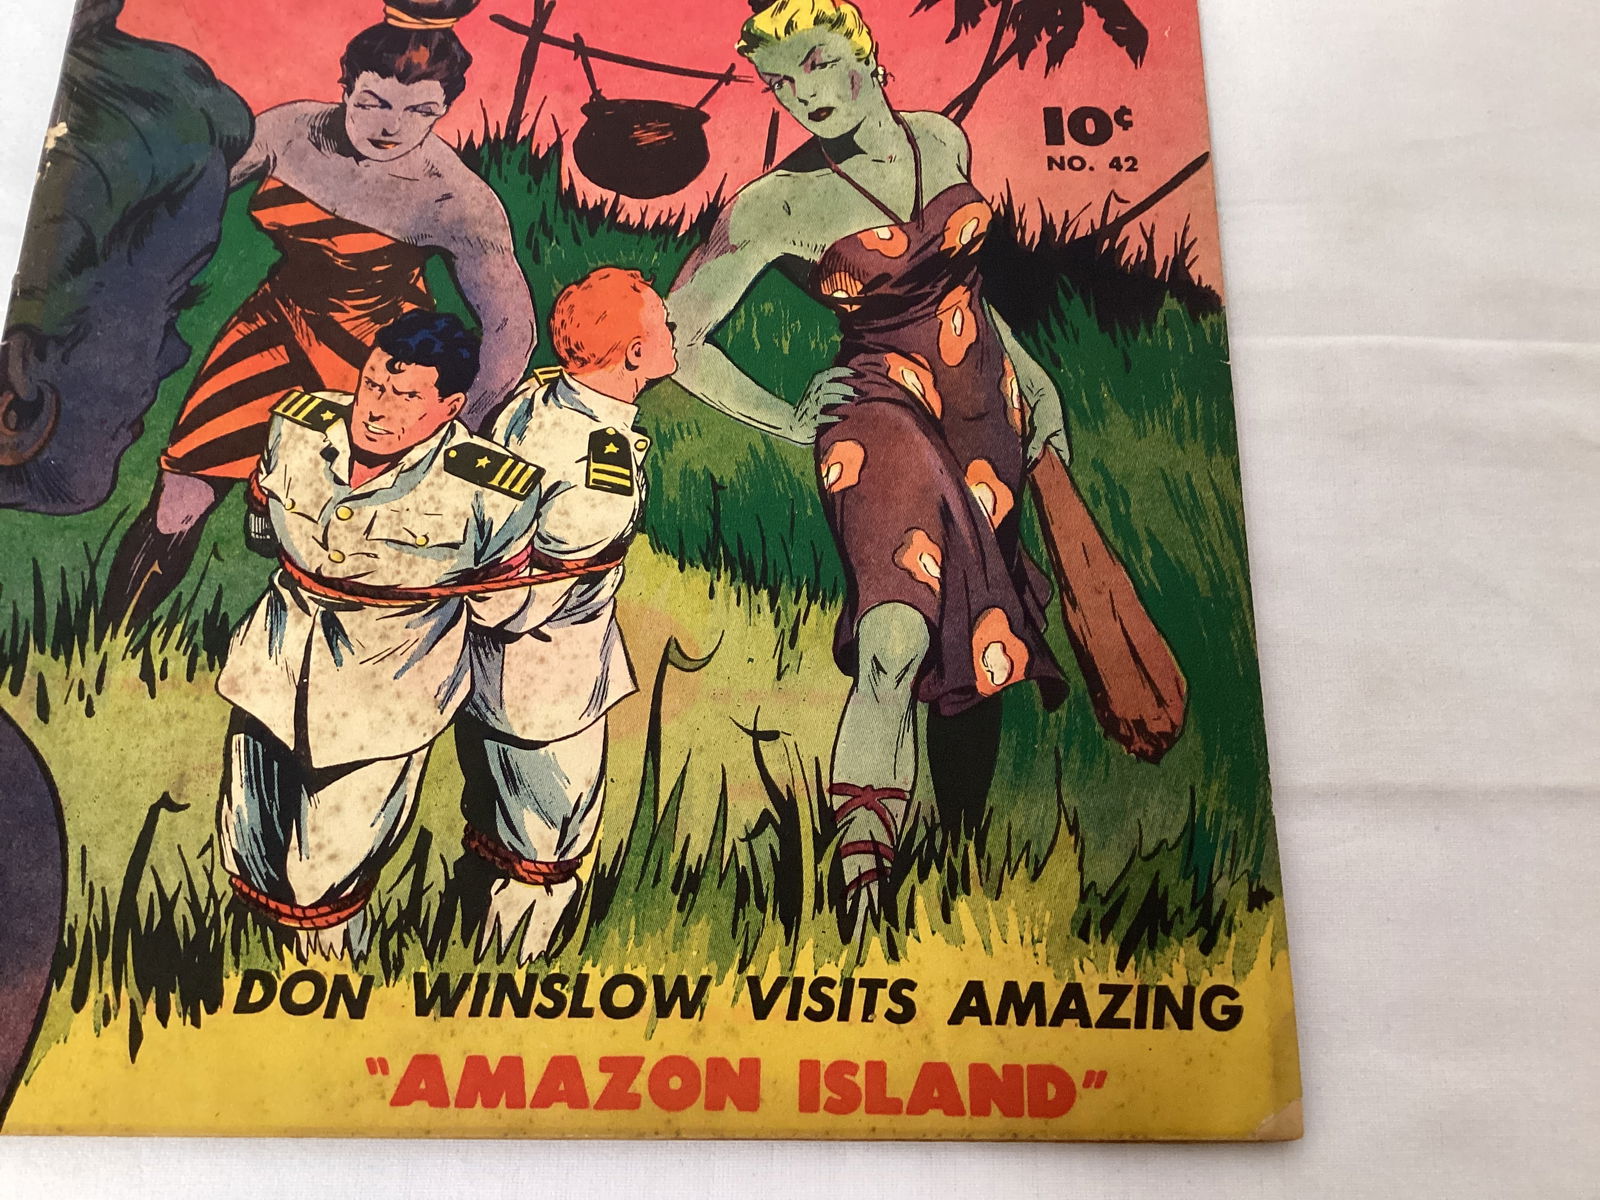 10¢
NO. 42
DON WINSLOW VISITS AMAZING
"AMAZON ISLAND"